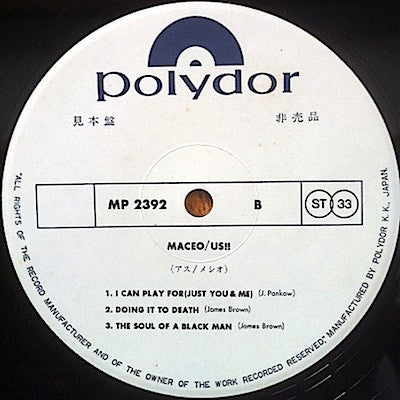 polydor
見本盤 非売品
MP 2392 B ST 33
MACEO/US!!
(アス/メシオ)
1. I CAN PLAY FOR(JUST YOU & ME) (J. Pankow)
2. DOING IT TO DEATH (James Brown)
3. THE SOUL OF A BLACK MAN (James Brown)
"ALL RIGHTS OF THE RECORD MANUFACTURER AND OF THE OWNER OF THE WORK RECORDED RESERVED" MANUFACTURED BY POLYDOR K.K., JAPAN.